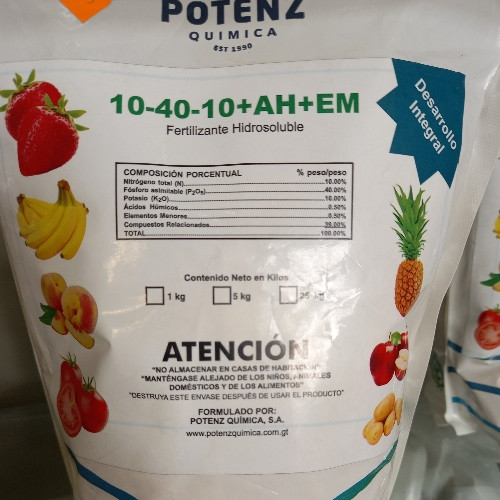 POTENZ
QUIMICA
EST 1990
10-40-10+AH+EM
Fertilizante Hidrosoluble
Desarrollo
Integral
COMPOSICIÓN PORCENTUAL % peso/peso
Nitrógeno total (N) 10.00%
Fósforo asimilable (P2O5) 40.00%
Potasio (K2O) 10.00%
Ácidos Húmicos 0.50%
Elementos Menores 0.50%
Compuestos Relacionados 39.00%
TOTAL 100.00%
Contenido Neto en Kilos
1 kg 5 kg 25 kg
ATENCIÓN
"NO ALMACENAR EN CASAS DE HABITACIÓN"
"MANTÉNGASE ALEJADO DE LOS NIÑOS, ANIMALES
DOMÉSTICOS Y DE LOS ALIMENTOS"
"DESTRUYA ESTE ENVASE DESPUÉS DE USAR EL PRODUCTO"
FORMULADO POR:
POTENZ QUÍMICA, S.A.
www.potenzquimica.com.gt